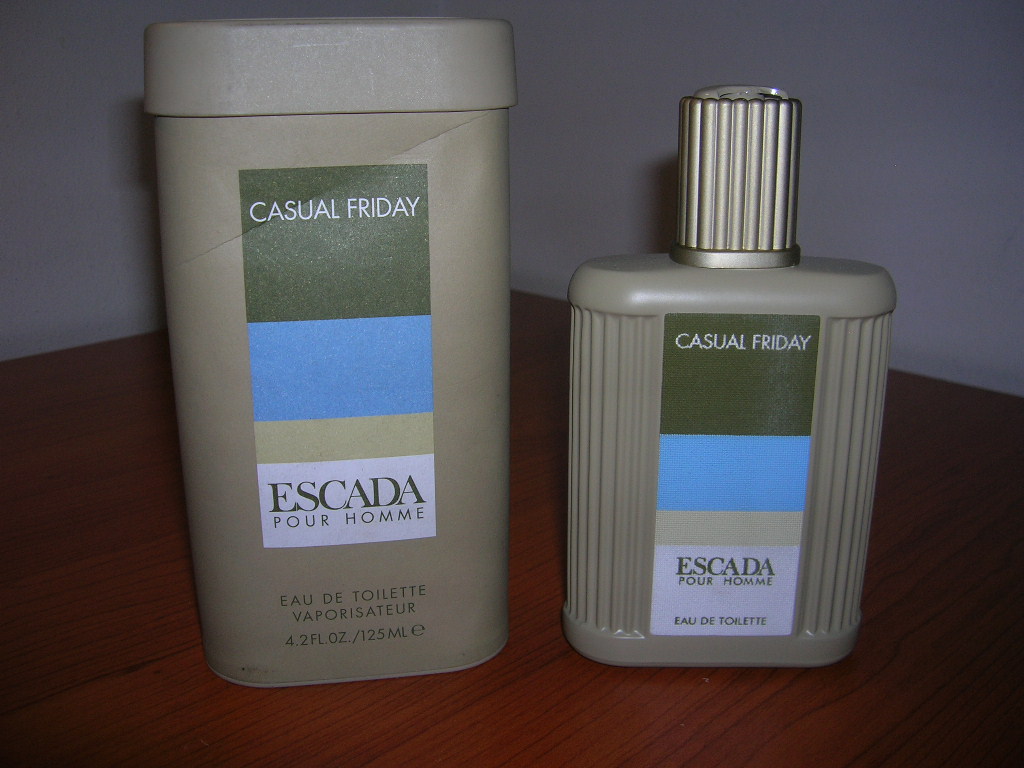 CASUAL FRIDAY
ESCADA
POUR HOMME
EAU DE TOILETTE
VAPORISATEUR
4.2 FL.OZ./125 ML ℮
CASUAL FRIDAY
ESCADA
POUR HOMME
EAU DE TOILETTE